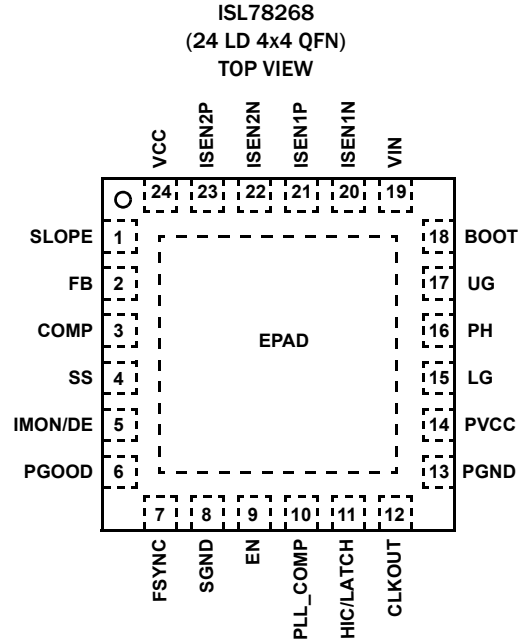 ISL78268
(24 LD 4x4 QFN)
TOP VIEW
VCC
ISEN2P
ISEN2N
ISEN1P
ISEN1N
VIN
24
23
22
21
20
19
SLOPE 1
FB 2
COMP 3
SS 4
IMON/DE 5
PGOOD 6
EPAD
18 BOOT
17 UG
16 PH
15 LG
14 PVCC
13 PGND
7
8
9
10
11
12
FSYNC
SGND
EN
PLL_COMP
HIC/LATCH
CLKOUT